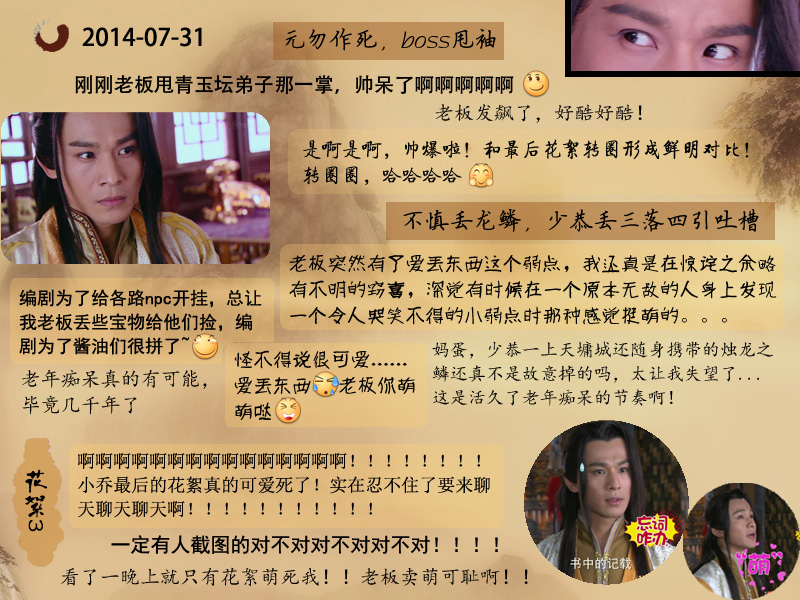 2014-07-31
元勿作死，boss甩袖
刚刚老板甩青玉坛弟子那一掌，帅呆了啊啊啊啊啊
老板发飙了，好酷好酷！
是啊是啊，帅爆啦！和最后花絮转圈形成鲜明对比！
转圈圈，哈哈哈哈
不慎丢龙鳞，少恭丢三落四引吐槽
老板突然有了爱丢东西这个弱点，我还真是在惊诧之余略
有不明的窃喜，深觉有时候在一个原本无敌的人身上发现
一个令人哭笑不得的小弱点时那种感觉挺萌的。。。
编剧为了给各路npc开挂，总让
我老板丢些宝物给他们捡，编
剧为了酱油们很拼了~
老年痴呆真的有可能，
毕竟几千年了
怪不得说很可爱……
爱丢东西老板你萌
萌哒
妈蛋，少恭一上天墉城还随身携带的烛龙之
鳞还真不是故意掉的吗，太让我失望了...
这是活久了老年痴呆的节奏啊！
花絮ω
啊啊啊啊啊啊啊啊啊啊啊啊啊啊啊！！！！！！！！
小乔最后的花絮真的可爱死了！实在忍不住了要来聊
天聊天聊天啊！！！！！！！！！！！
一定有人截图的对不对对不对对不对！！！！
看了一晚上就只有花絮萌死我！！老板卖萌可耻啊！！
忘词
咋办
书中的记载
“萌”